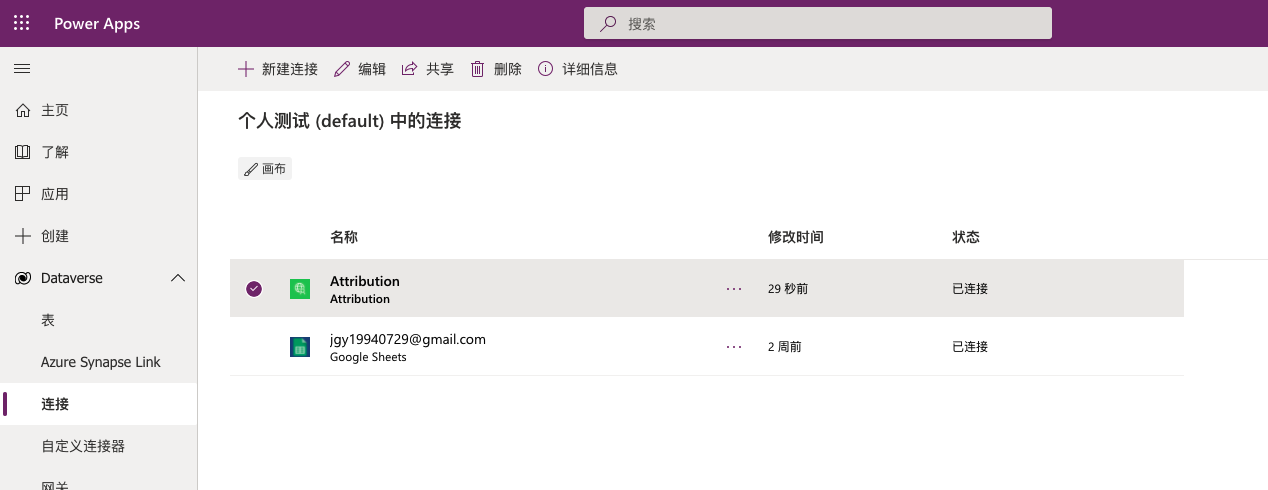 Power Apps
搜索
新建连接 编辑 共享 删除 详细信息
主页
了解
应用
创建
Dataverse
表
Azure Synapse Link
连接
自定义连接器
网关
个人测试 (default) 中的连接
画布
名称 修改时间 状态
Attribution
Attribution
··· 29 秒前 已连接
jgy19940729@gmail.com
Google Sheets
··· 2 周前 已连接